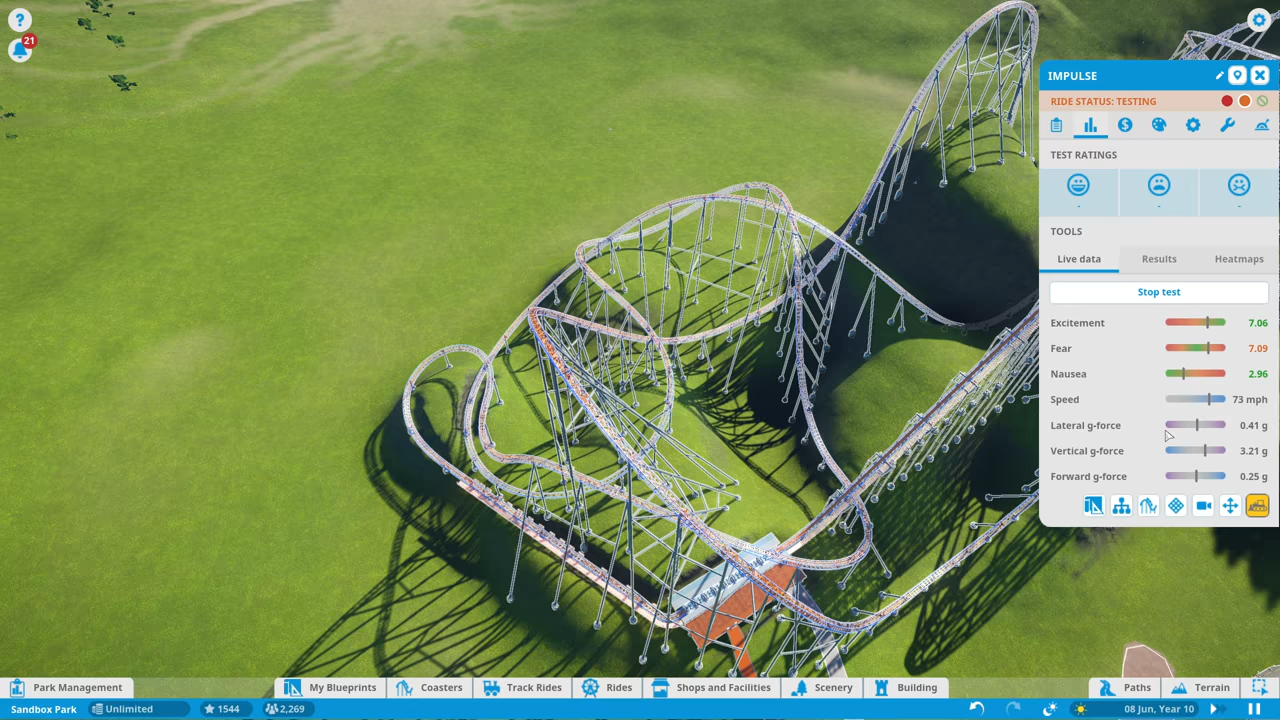 ?
21
IMPULSE
RIDE STATUS: TESTING
TEST RATINGS
- - -
TOOLS
Live data Results Heatmaps
Stop test
Excitement 7.06
Fear 7.09
Nausea 2.96
Speed 73 mph
Lateral g-force 0.41 g
Vertical g-force 3.21 g
Forward g-force 0.25 g
Park Management My Blueprints Coasters Track Rides Rides Shops and Facilities Scenery Building Paths Terrain
Sandbox Park Unlimited 1544 2,269 08 Jun, Year 10